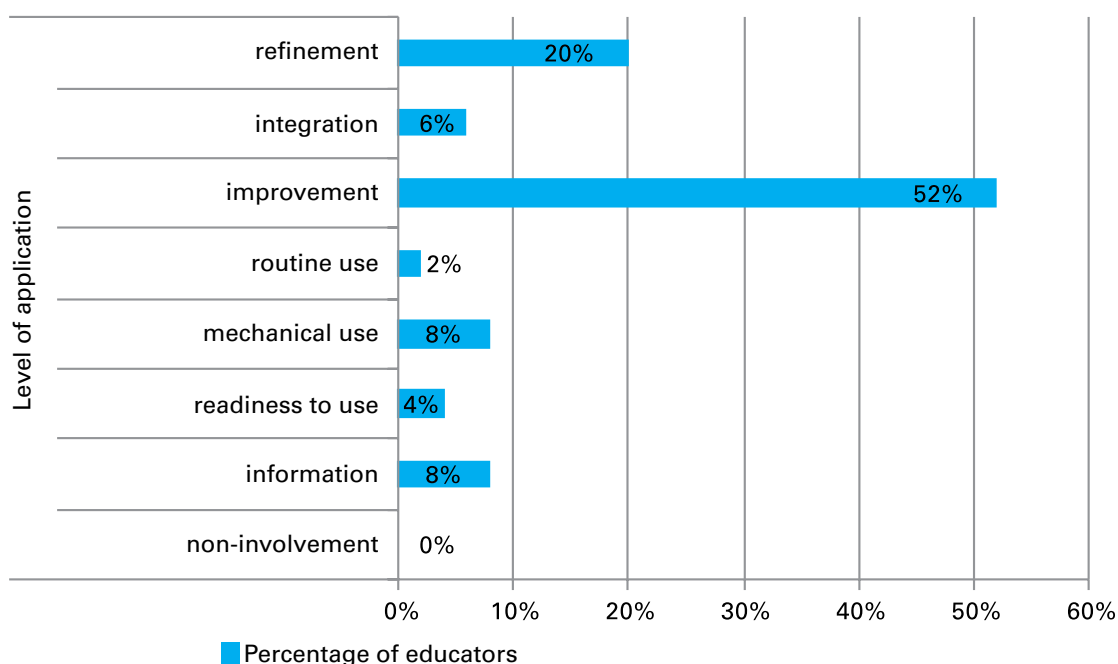 refinement 20%
integration 6%
improvement 52%
routine use 2%
mechanical use 8%
readiness to use 4%
information 8%
non-involvement 0%
Level of application
0% 10% 20% 30% 40% 50% 60%
Percentage of educators